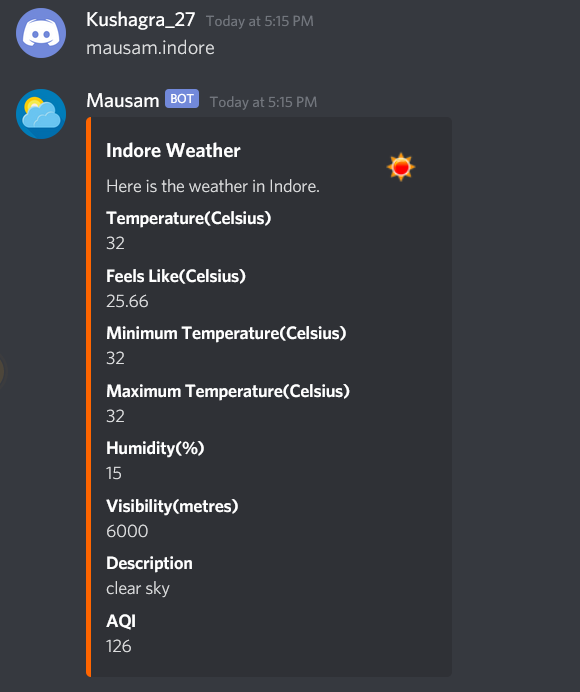 Kushagra_27 Today at 5:15 PM
mausam.indore
Mausam BOT Today at 5:15 PM
Indore Weather
Here is the weather in Indore.
Temperature(Celsius)
32
Feels Like(Celsius)
25.66
Minimum Temperature(Celsius)
32
Maximum Temperature(Celsius)
32
Humidity(%)
15
Visibility(metres)
6000
Description
clear sky
AQI
126